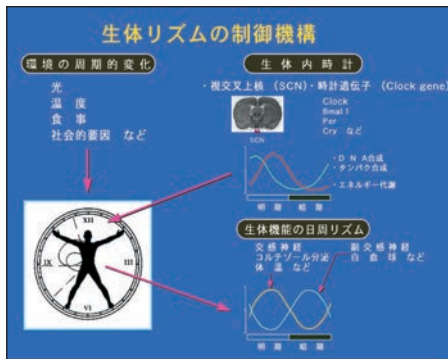 生体リズムの制御機構
環境の周期的変化
光
温度
食事
社会的要因 など
生体内時計
・視交叉上核 (SCN)・時計遺伝子 (Clock gene)
Clock
Bmal 1
Per
Cry など
SCN
・DNA合成
・タンパク合成
・エネルギー代謝
明期
暗期
XII
III
VI
IX
生体機能の日周リズム
交感神経
コルチゾール分泌
体温 など
副交感神経
白血球 など
明期
暗期